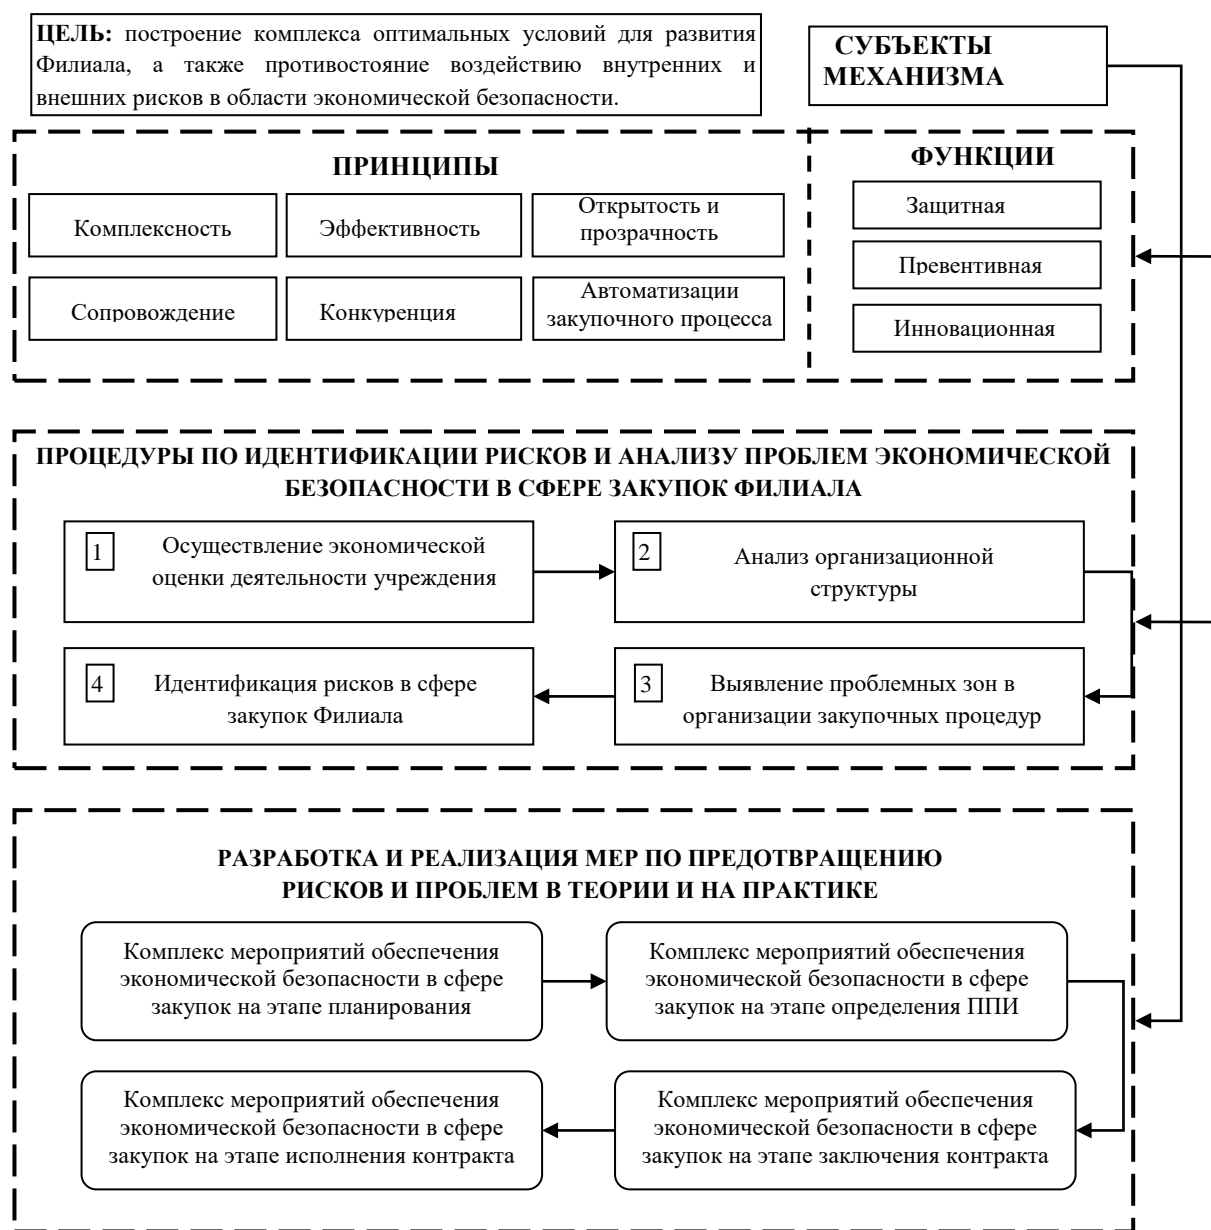 ЦЕЛЬ: построение комплекса оптимальных условий для развития
Филиала, а также противостояние воздействию внутренних и
внешних рисков в области экономической безопасности.
СУБЪЕКТЫ
МЕХАНИЗМА
ПРИНЦИПЫ
Комплексность
Эффективность
Открытость и
прозрачность
Сопровождение
Конкуренция
Автоматизации
закупочного процесса
ФУНКЦИИ
Защитная
Превентивная
Инновационная
ПРОЦЕДУРЫ ПО ИДЕНТИФИКАЦИИ РИСКОВ И АНАЛИЗУ ПРОБЛЕМ ЭКОНОМИЧЕСКОЙ
БЕЗОПАСНОСТИ В СФЕРЕ ЗАКУПОК ФИЛИАЛА
1
Осуществление экономической
оценки деятельности учреждения
2
Анализ организационной
структуры
4
Идентификация рисков в сфере
закупок Филиала
3
Выявление проблемных зон в
организации закупочных процедур
РАЗРАБОТКА И РЕАЛИЗАЦИЯ МЕР ПО ПРЕДОТВРАЩЕНИЮ
РИСКОВ И ПРОБЛЕМ В ТЕОРИИ И НА ПРАКТИКЕ
Комплекс мероприятий обеспечения
экономической безопасности в сфере
закупок на этапе планирования
Комплекс мероприятий обеспечения
экономической безопасности в сфере
закупок на этапе определения ППИ
Комплекс мероприятий обеспечения
экономической безопасности в сфере
закупок на этапе исполнения контракта
Комплекс мероприятий обеспечения
экономической безопасности в сфере
закупок на этапе заключения контракта